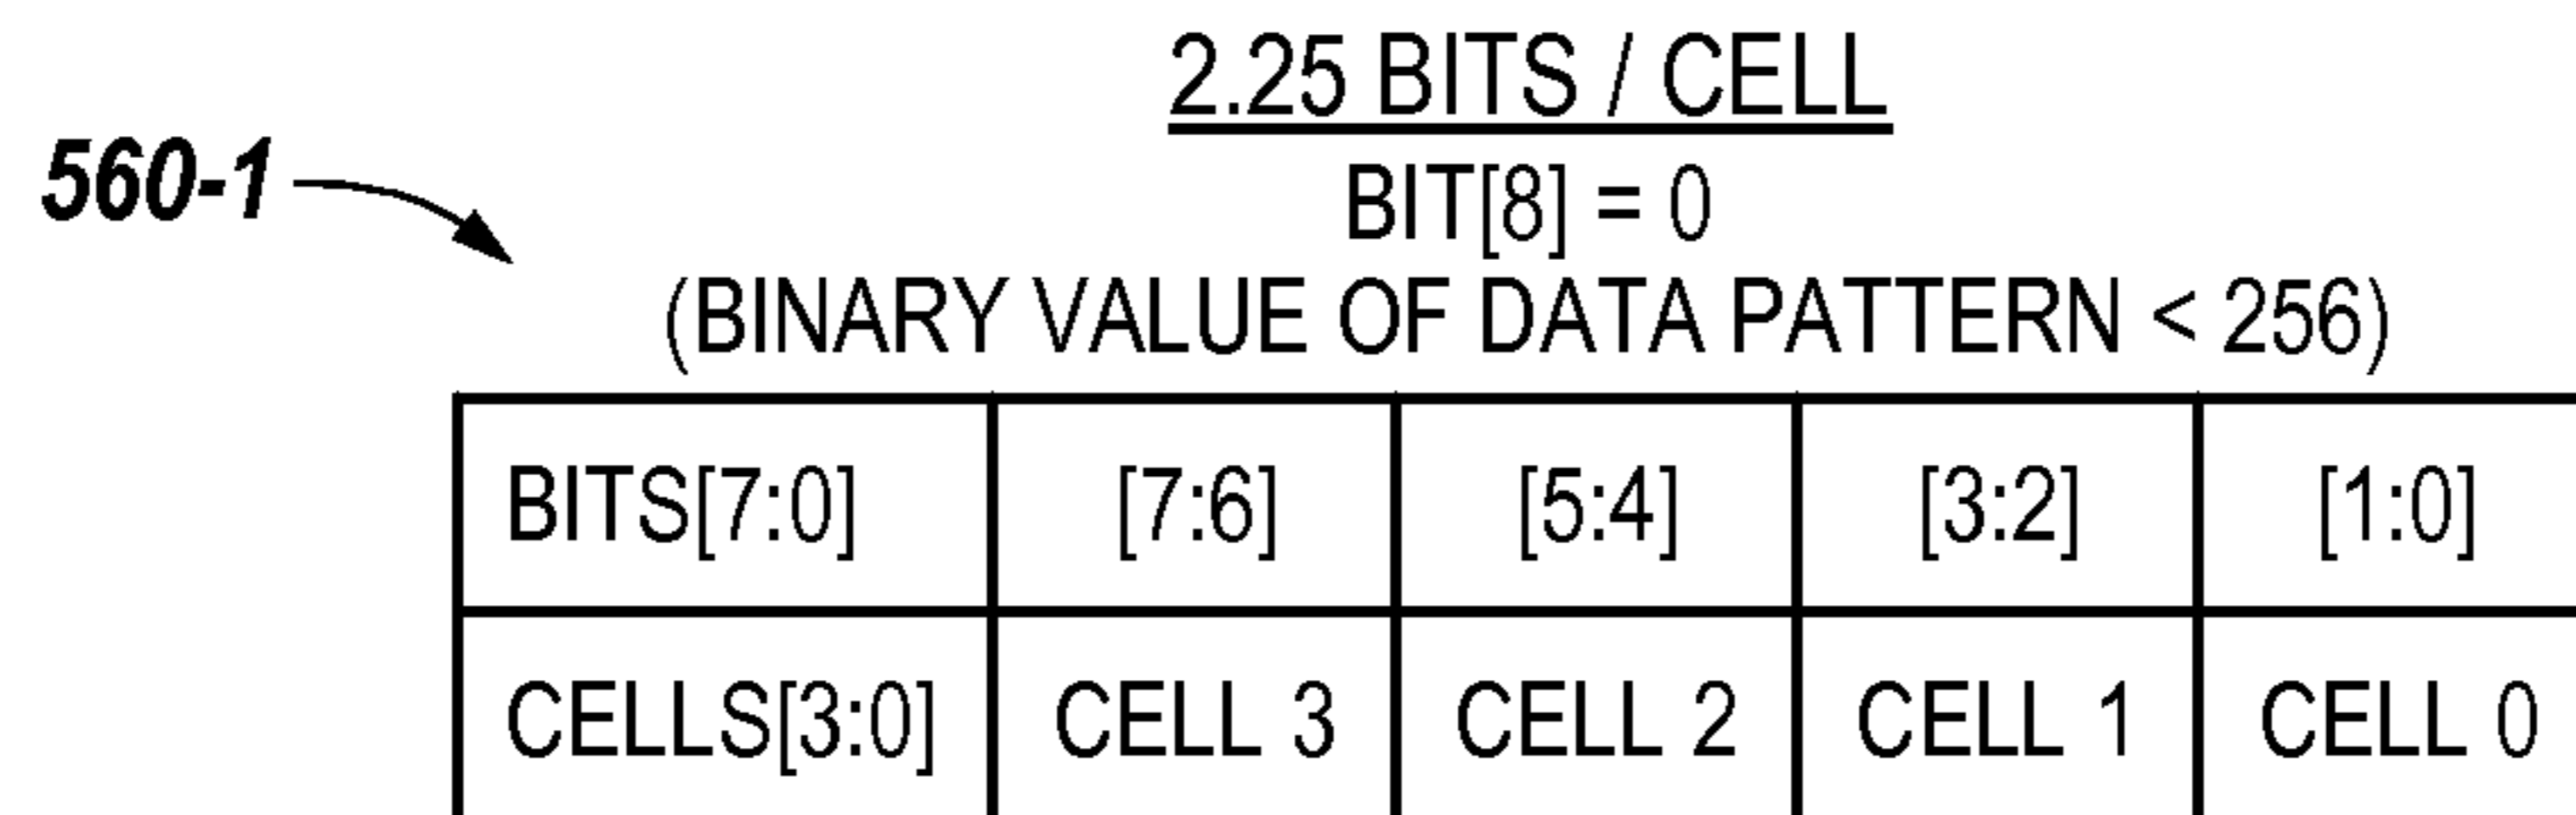 2.25 BITS / CELL
560-1
BIT[8] = 0
(BINARY VALUE OF DATA PATTERN < 256)
BITS[7:0] [7:6] [5:4] [3:2] [1:0]
CELLS[3:0] CELL 3 CELL 2 CELL 1 CELL 0